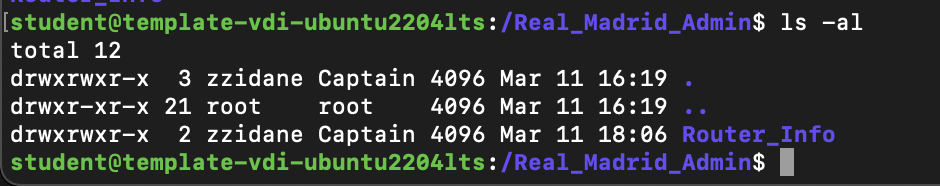 Router_Info
[student@template-vdi-ubuntu2204lts:/Real_Madrid_Admin$ ls -al
total 12
drwxrwxr-x  3 zzidane Captain 4096 Mar 11 16:19 .
drwxr-xr-x 21 root    root    4096 Mar 11 16:19 ..
drwxrwxr-x  2 zzidane Captain 4096 Mar 11 18:06 Router_Info
student@template-vdi-ubuntu2204lts:/Real_Madrid_Admin$